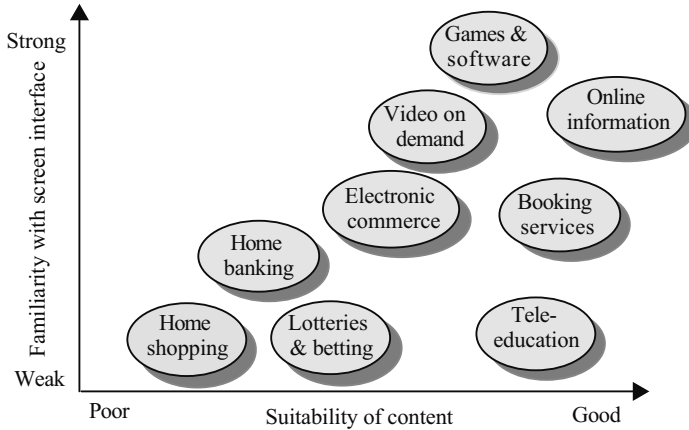 Strong
Familiarity with screen interface
Weak
Games &
software
Online
information
Video on
demand
Electronic
commerce
Booking
services
Home
banking
Home
shopping
Lotteries
& betting
Tele-
education
Poor
Suitability of content
Good